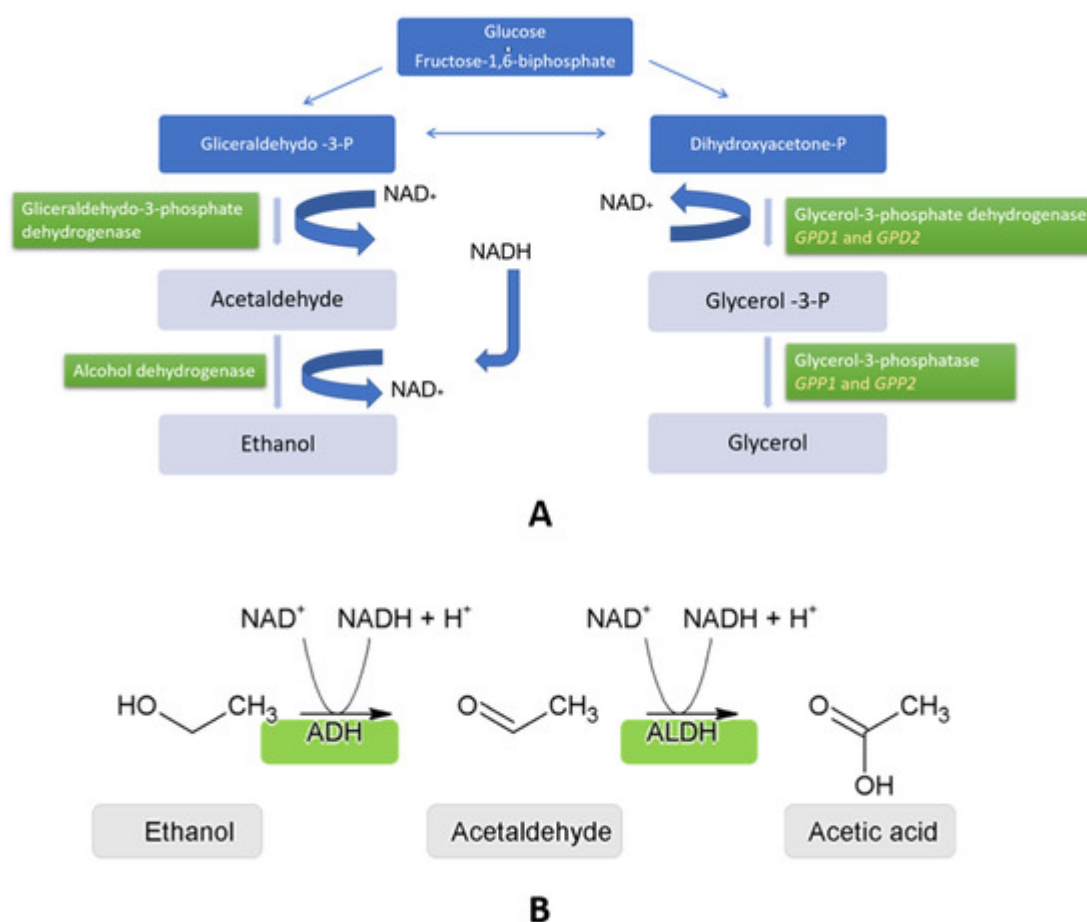 Glucose
Fructose-1,6-biphosphate
Gliceraldehydo -3-P
Dihydroxyacetone-P
Gliceraldehydo-3-phosphate
dehydrogenase
NAD+
NAD+
Glycerol-3-phosphate dehydrogenase
GPD1 and GPD2
NADH
Acetaldehyde
Glycerol -3-P
Alcohol dehydrogenase
NAD+
Glycerol-3-phosphatase
GPP1 and GPP2
Ethanol
Glycerol
A
NAD+ NADH + H+ NAD+ NADH + H+
HO CH3 O CH3 O CH3
ADH ALDH
OH
Ethanol Acetaldehyde Acetic acid
B